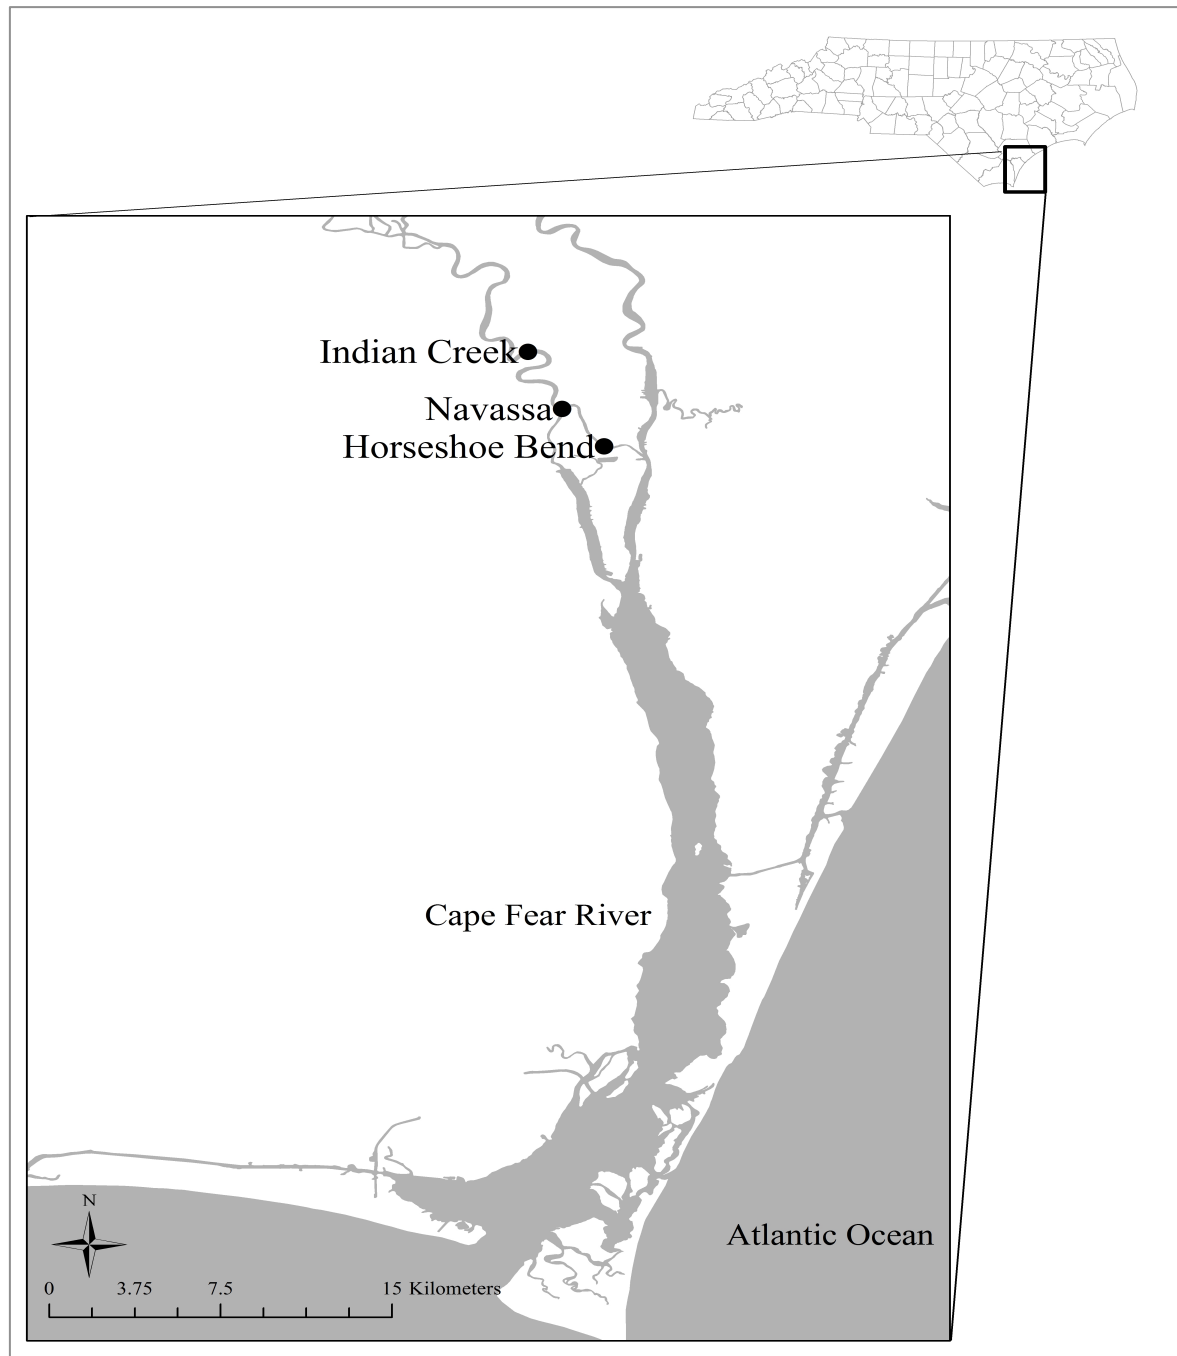 Indian Creek
Navassa
Horseshoe Bend
Cape Fear River
Atlantic Ocean
N
0 3.75 7.5 15 Kilometers